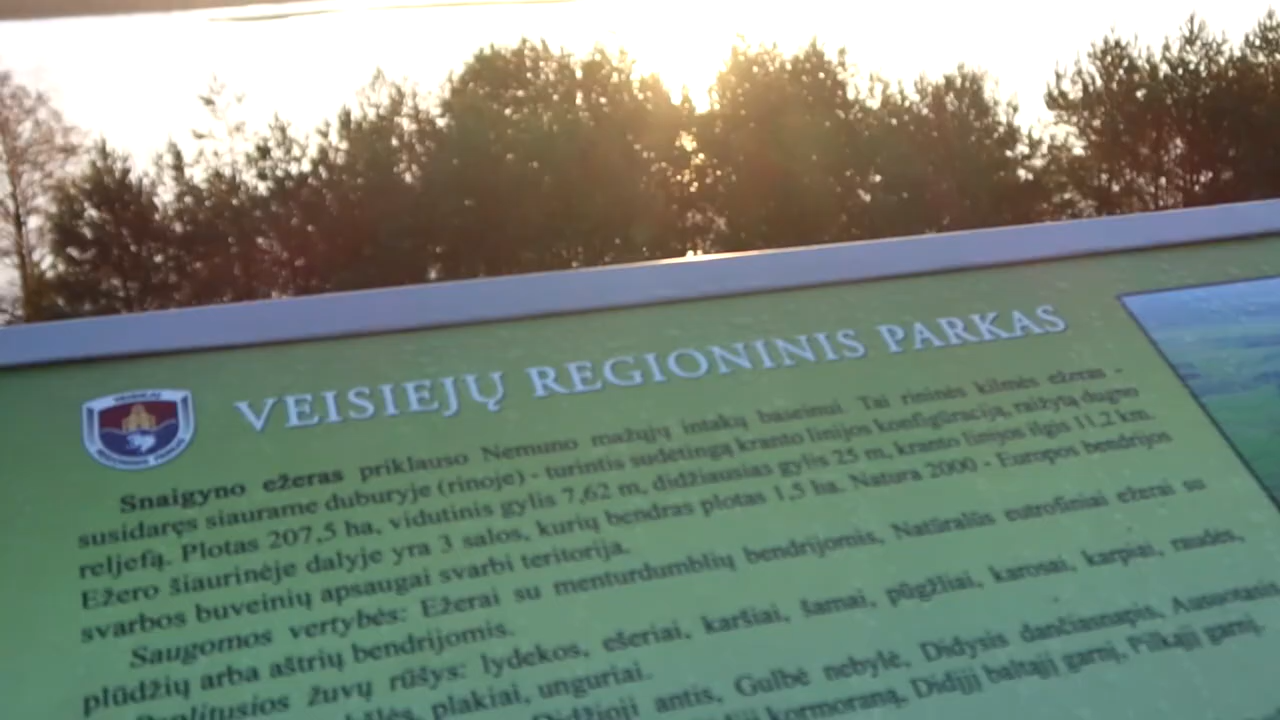 VEISIEJŲ REGIONINIS PARKAS
Snaigyno ežeras priklauso Nemuno mažųjų intakų baseinui. Tai rininės kilmės ežeras -
susidaręs siaurame duburyje (rinoje) - turintis sudėtingą kranto linijos konfigūraciją, raižytą dugno
reljefą. Plotas 207,5 ha, vidutinis gylis 7,62 m, didžiausias gylis 25 m, kranto linijos ilgis 11,2 km.
Ežero šiaurinėje dalyje yra 3 salos, kurių bendras plotas 1,5 ha. Natura 2000 - Europos bendrijos
svarbos buveinių apsaugai svarbi teritorija.
Saugomos vertybės: Ežerai su menturdumblių bendrijomis, Natūralūs eutrofiniai ežerai su
plūdžių arba aštrių bendrijomis.
žuvų rūšys: lydekos, ešeriai, karšiai, šamai, pūgžliai, karosai, karpiai, raudės,
plakiai, unguriai.
Didžioji antis, Gulbė nebylė, Didysis dančiasnapis,
kormoraną, Didįjį baltąjį garnį, Pilkąjį garnį,